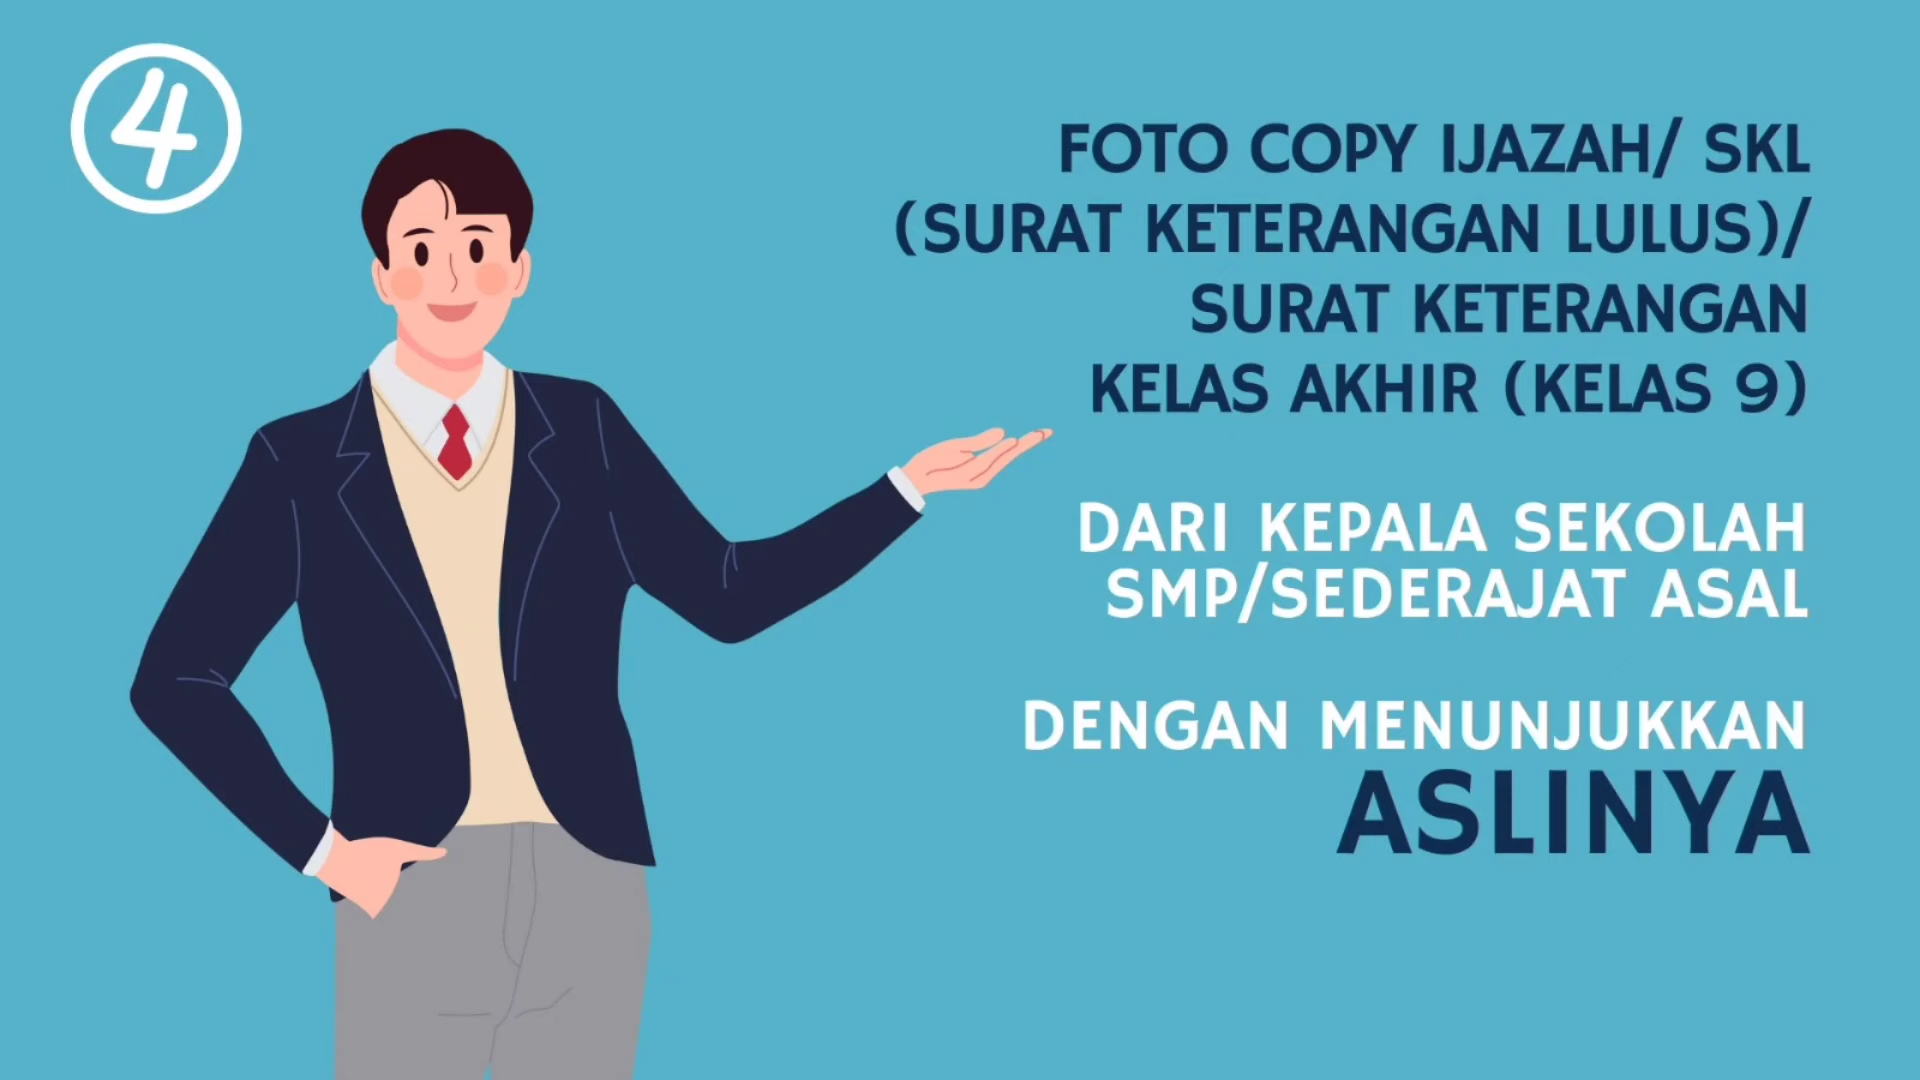 4
FOTO COPY IJAZAH/ SKL
(SURAT KETERANGAN LULUS)/
SURAT KETERANGAN
KELAS AKHIR (KELAS 9)
DARI KEPALA SEKOLAH
SMP/SEDERAJAT ASAL
DENGAN MENUNJUKKAN
ASLINYA